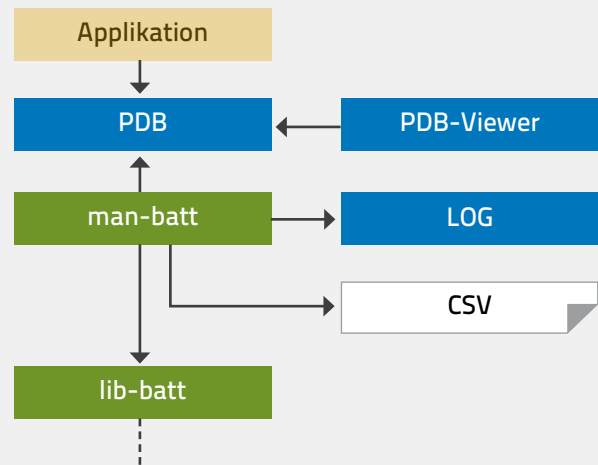 Applikation
PDB
PDB-Viewer
man-batt
LOG
CSV
lib-batt